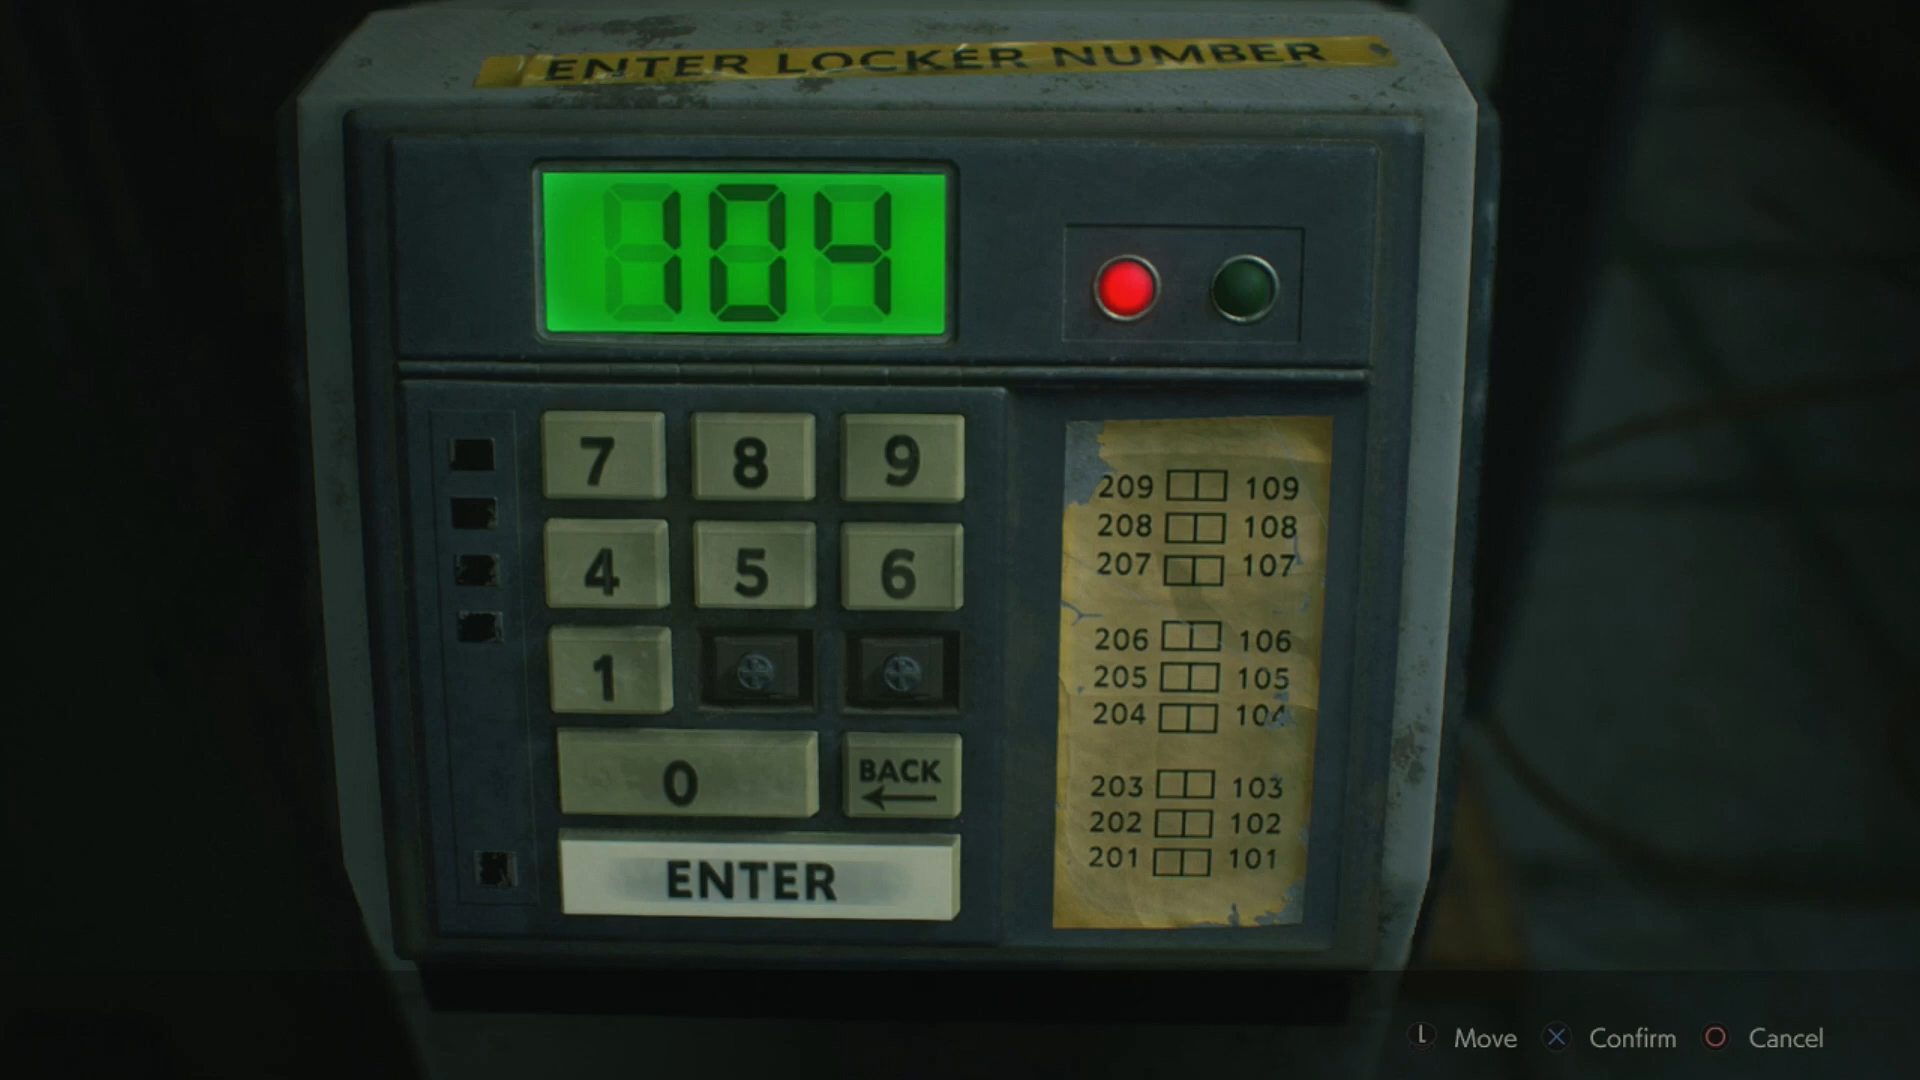 ENTER LOCKER NUMBER
104
7 8 9
4 5 6
1
0 BACK
ENTER
209 109
208 108
207 107
206 106
205 105
204 104
203 103
202 102
201 101
L Move Confirm Cancel